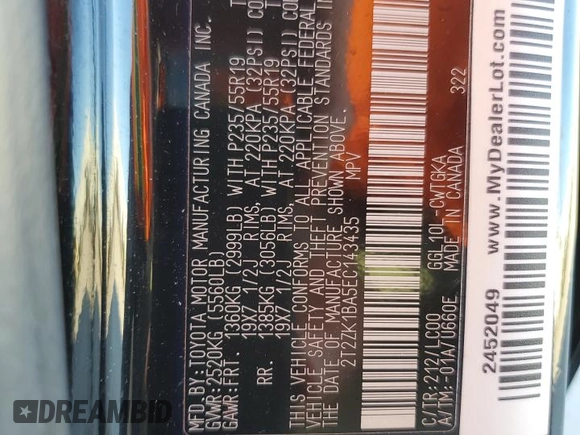 MFD.BY:TOYOTA MOTOR MANUFACTURING CANADA INC.
GVWR:2520KG (5560LB)
GAWR:FRT. 1360KG (2999LB) WITH P235/55R19
19X7 1/2J RIMS, AT 220KPA (32PSI) COLD
RR. 1385KG (3056LB) WITH P235/55R19
19X7 1/2J RIMS, AT 220KPA (32PSI) COL
THIS VEHICLE CONFORMS TO ALL APPLICABLE FEDERAL
VEHICLE SAFETY AND THEFT PREVENTION STANDARDS IN
THE DATE OF MANUFACTURE SHOWN ABOVE.
2T2ZK1BA5EC143435 MPV
C/TR:212/LC00 GGL10L-CWTGKA
A/TM:-01A/U660E MADE IN CANADA 322
2452049 www.MyDealerLot.com
DREAMBID